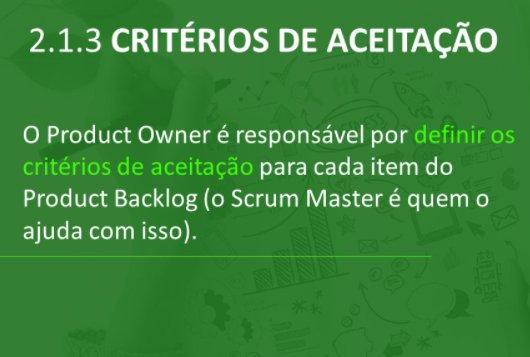 2.1.3 CRITÉRIOS DE ACEITAÇÃO
O Product Owner é responsável por definir os
critérios de aceitação para cada item do
Product Backlog (o Scrum Master é quem o
ajuda com isso).